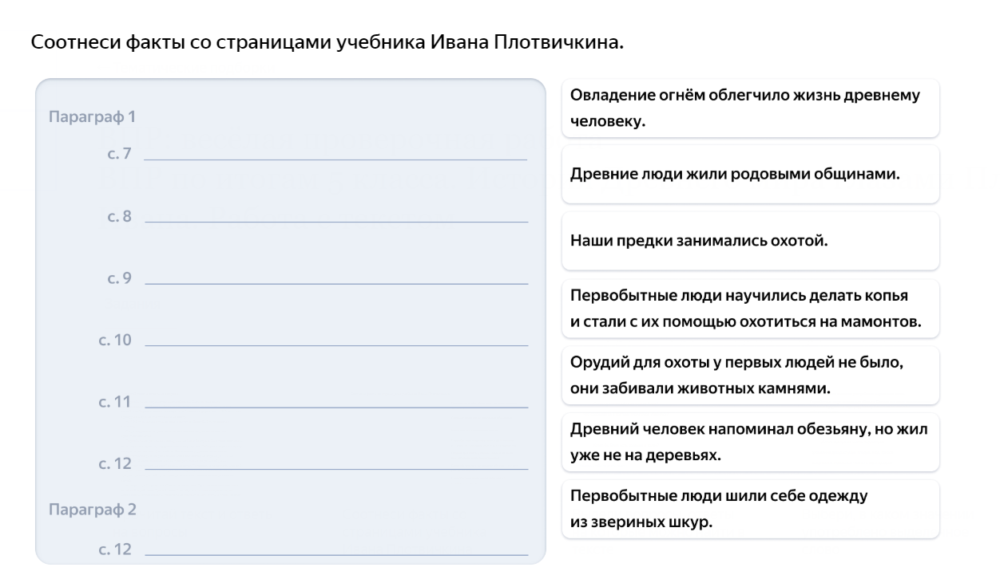 Соотнеси факты со страницами учебника Ивана Плотвичкина.
Параграф 1
с. 7
с. 8
с. 9
с. 10
с. 11
с. 12
Параграф 2
с. 12
Овладение огнём облегчило жизнь древнему
человеку.
Древние люди жили родовыми общинами.
Наши предки занимались охотой.
Первобытные люди научились делать копья
и стали с их помощью охотиться на мамонтов.
Орудий для охоты у первых людей не было,
они забивали животных камнями.
Древний человек напоминал обезьяну, но жил
уже не на деревьях.
Первобытные люди шили себе одежду
из звериных шкур.